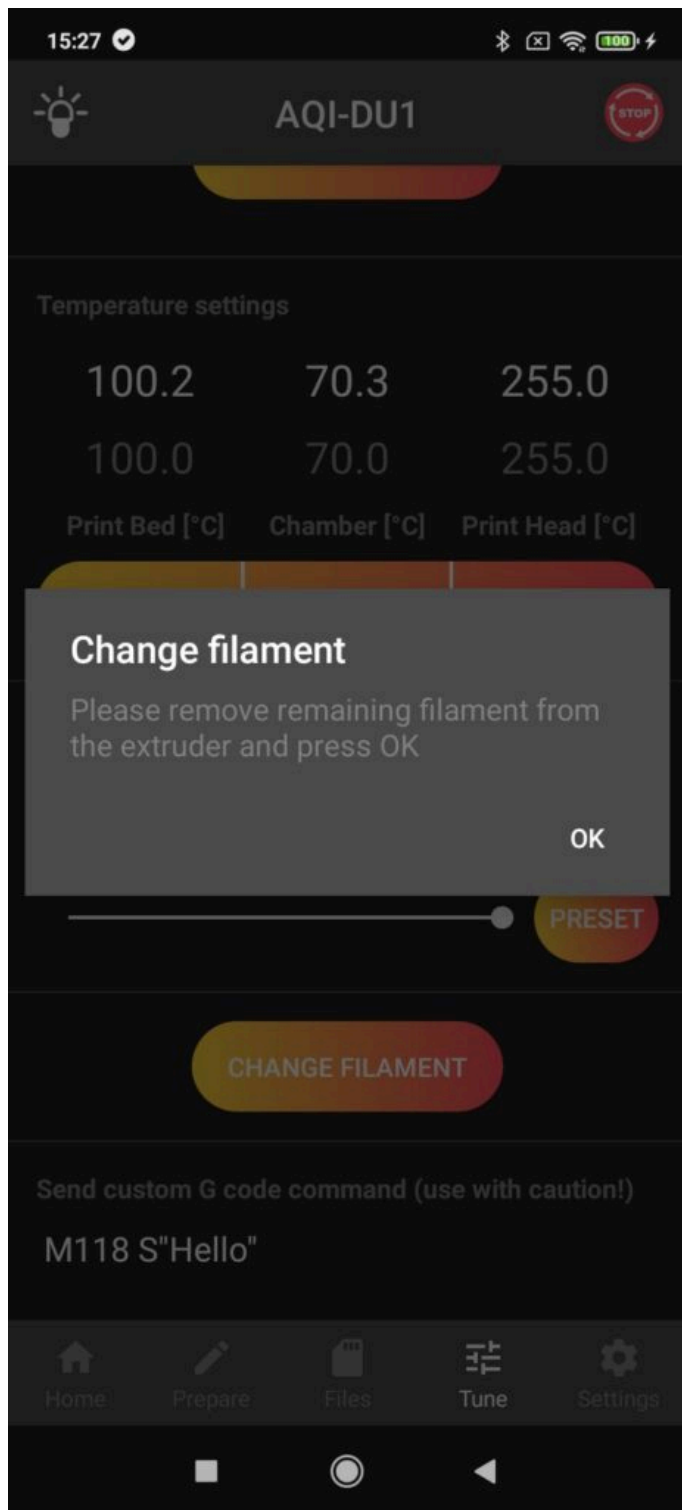 15:27
100
AQI-DU1
STOP
Temperature settings
100.2 70.3 255.0
100.0 70.0 255.0
Print Bed [°C] Chamber [°C] Print Head [°C]
Change filament
Please remove remaining filament from
the extruder and press OK
OK
PRESET
CHANGE FILAMENT
Send custom G code command (use with caution!)
M118 S"Hello"
Home Prepare Files Tune Settings